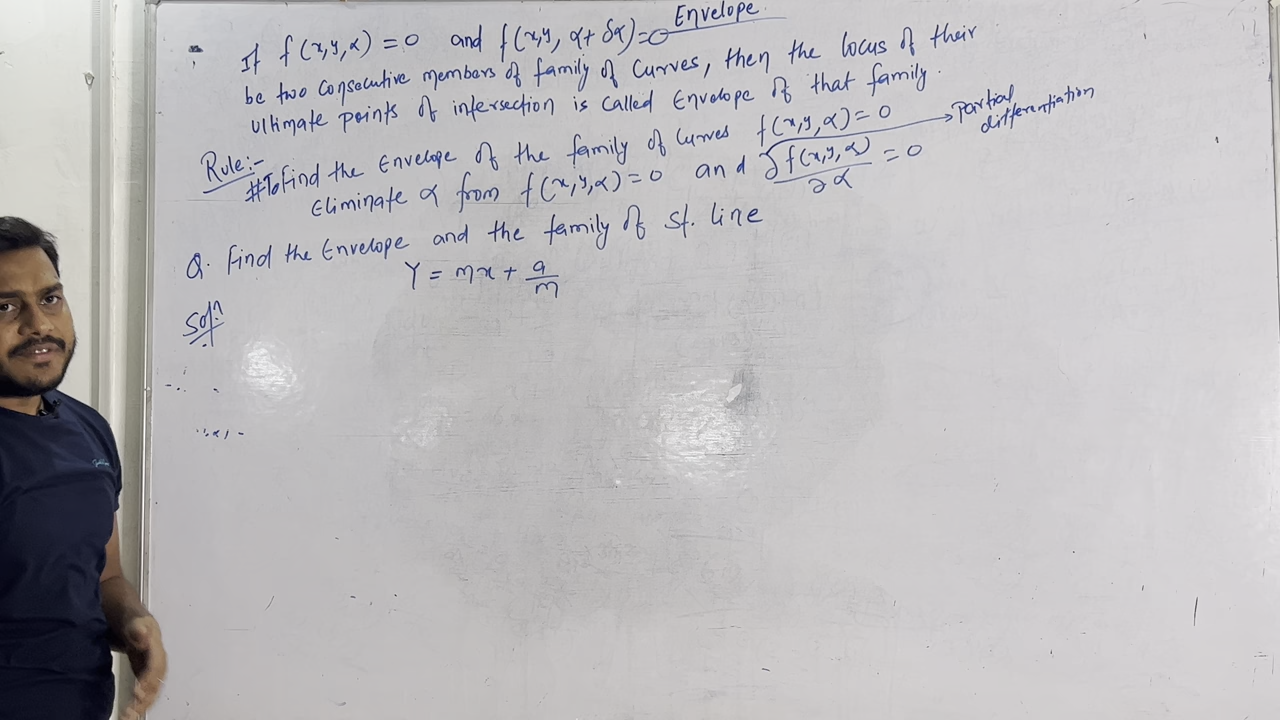 Envelope.
If f(x,y,α)=0 and f(x,y, α+δα)=0
be two consecutive members of family of curves, then the locus of their
ultimate points of intersection is called Envelope of that family.
Rule:-
#To find the Envelope of the family of curves f(x,y,α)=0
Eliminate α from f(x,y,α)=0 and ∂f(x,y,α)/∂α = 0 → Partial differentiation
Q. Find the Envelope and the family of st. line
Y = mx + a/m
Sol?